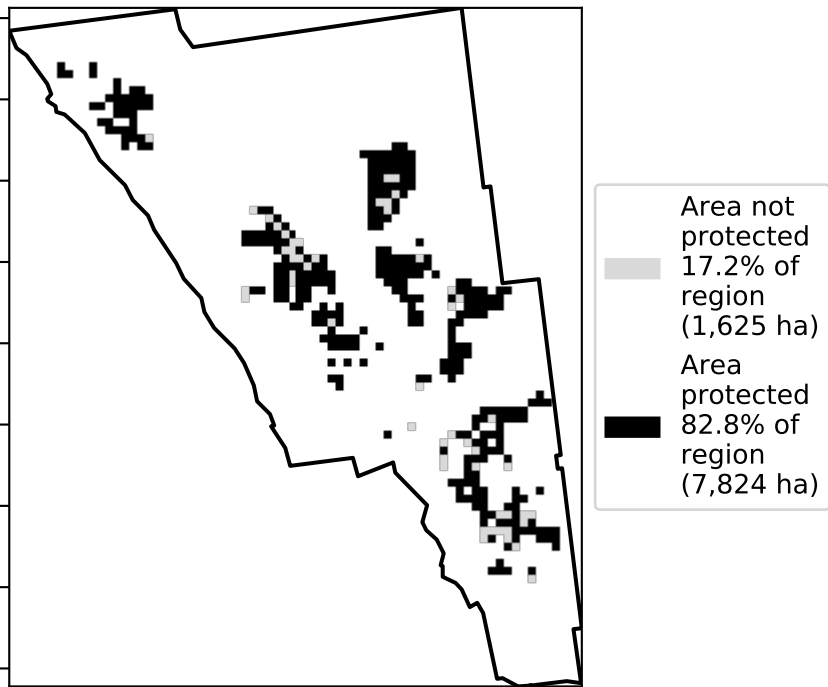 Area not
protected
17.2% of
region
(1,625 ha)
Area
protected
82.8% of
region
(7,824 ha)